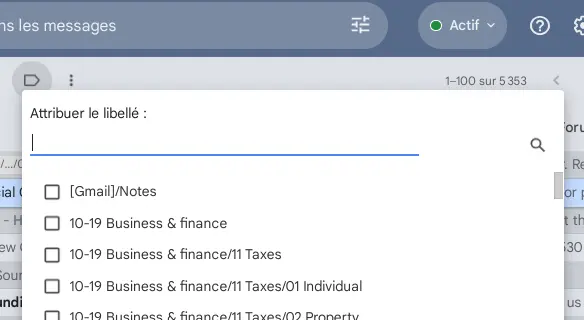 ns les messages
Actif
1–100 sur 5 353
Attribuer le libellé :
[Gmail]/Notes
10-19 Business & finance
10-19 Business & finance/11 Taxes
10-19 Business & finance/11 Taxes/01 Individual
10-19 Business & finance/11 Taxes/02 Property